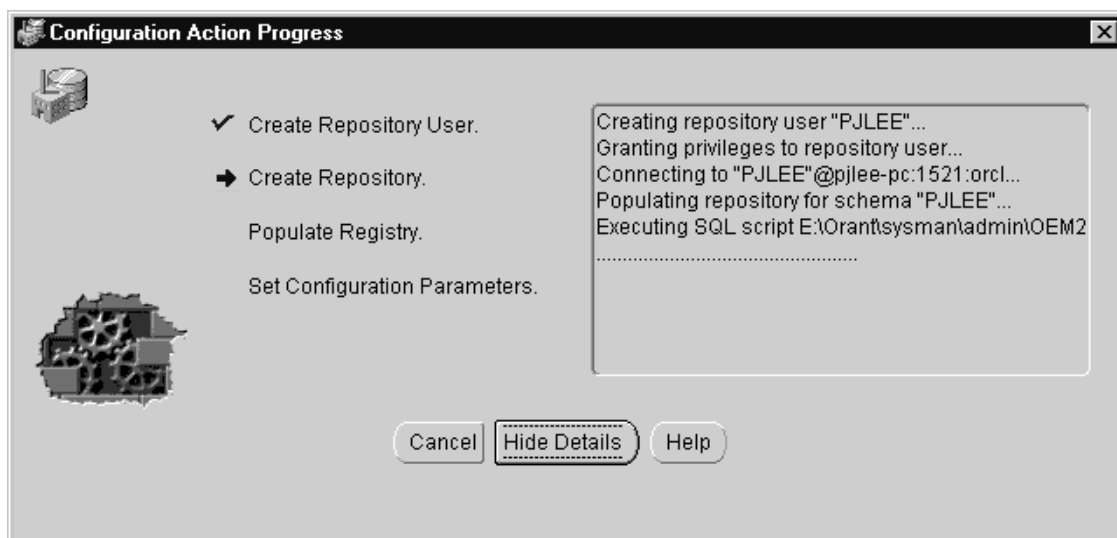 Configuration Action Progress
Create Repository User.
Create Repository.
Populate Registry.
Set Configuration Parameters.
Creating repository user "PJLEE"...
Granting privileges to repository user...
Connecting to "PJLEE"@pjlee-pc:1521:orcl...
Populating repository for schema "PJLEE"...
Executing SQL script E:\Orant\sysman\admin\OEM2
................................................
Cancel
Hide Details
Help